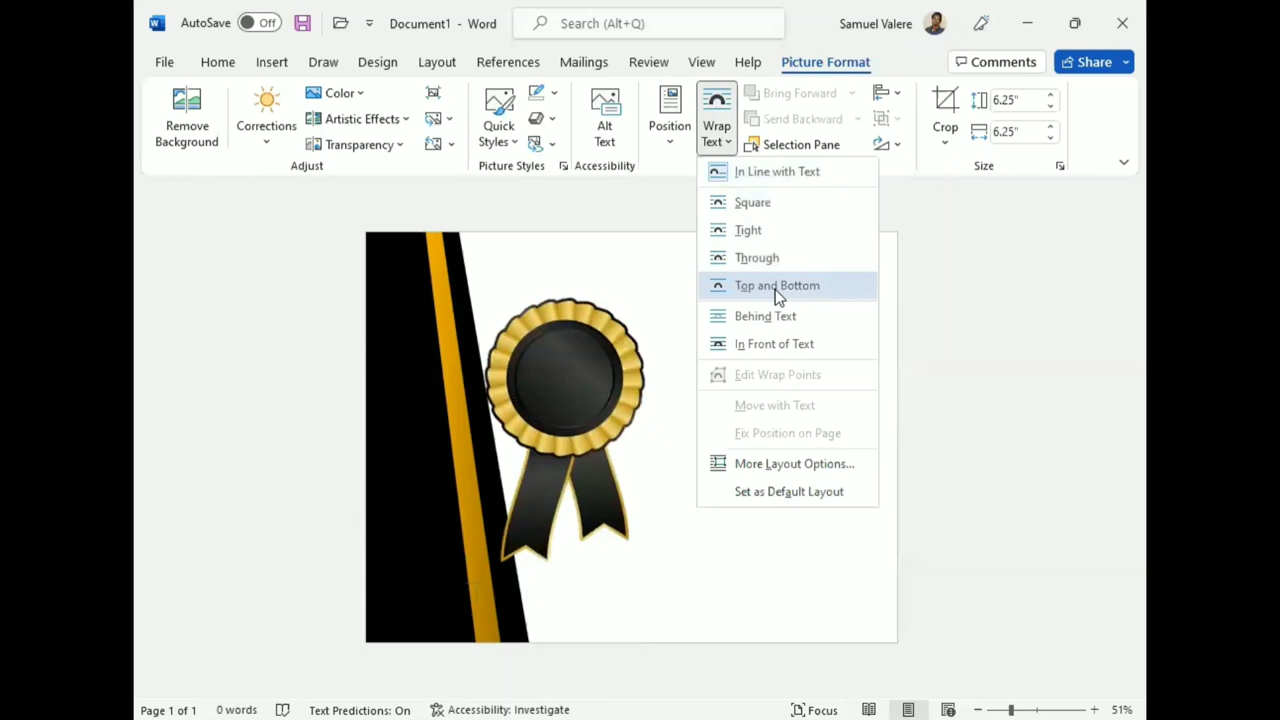 AutoSave Off Document1 - Word Search (Alt+Q) Samuel Valere
File Home Insert Draw Design Layout References Mailings Review View Help Picture Format Comments Share
Remove Background
Corrections
Color
Artistic Effects
Transparency
Adjust
Quick Styles
Picture Styles
Alt Text
Accessibility
Position
Wrap Text
Bring Forward
Send Backward
Selection Pane
Crop
6.25"
6.25"
Size
In Line with Text
Square
Tight
Through
Top and Bottom
Behind Text
In Front of Text
Edit Wrap Points
Move with Text
Fix Position on Page
More Layout Options...
Set as Default Layout
Page 1 of 1 0 words Text Predictions: On Accessibility: Investigate Focus 51%